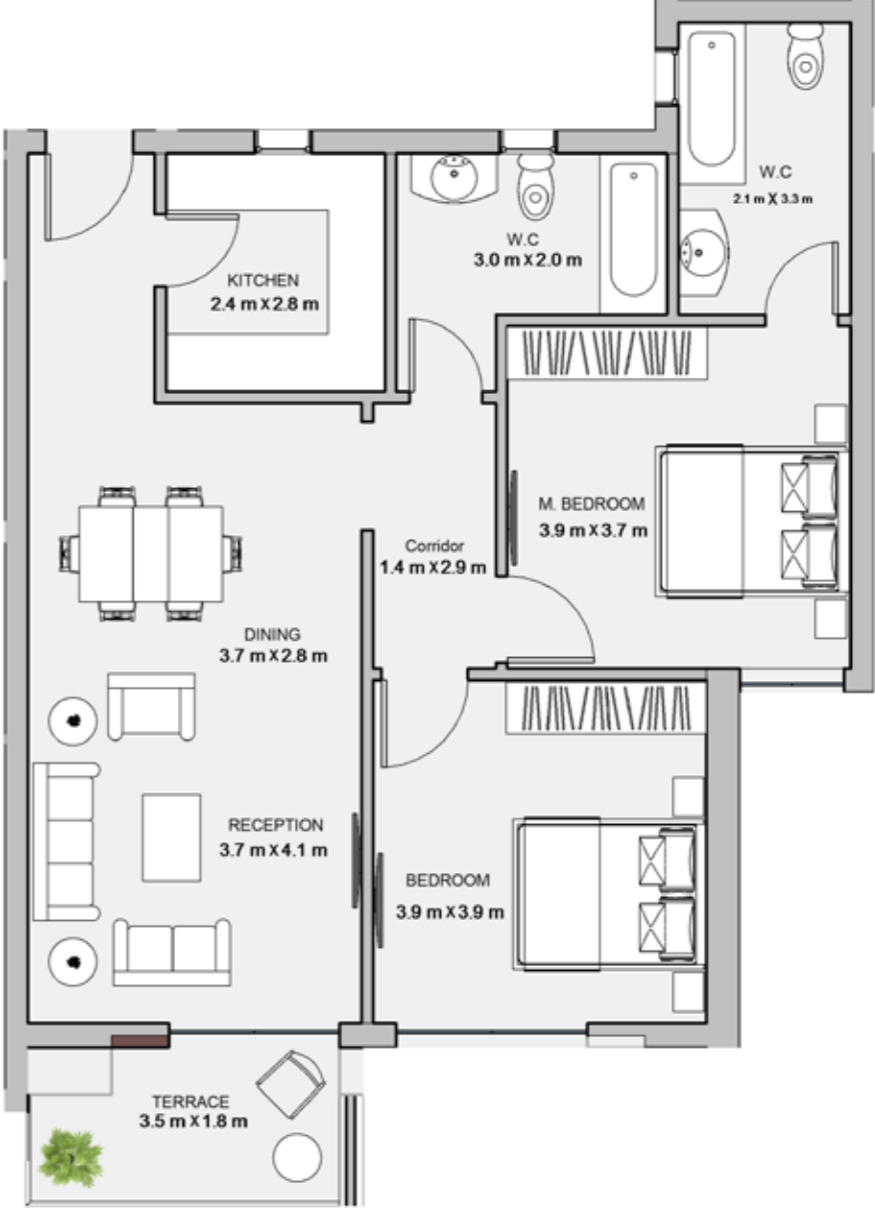 W.C
2.1 m X 3.3 m
W.C
3.0 m X 2.0 m
KITCHEN
2.4 m X 2.8 m
M. BEDROOM
3.9 m X 3.7 m
Corridor
1.4 m X 2.9 m
DINING
3.7 m X 2.8 m
RECEPTION
3.7 m X 4.1 m
BEDROOM
3.9 m X 3.9 m
TERRACE
3.5 m X 1.8 m